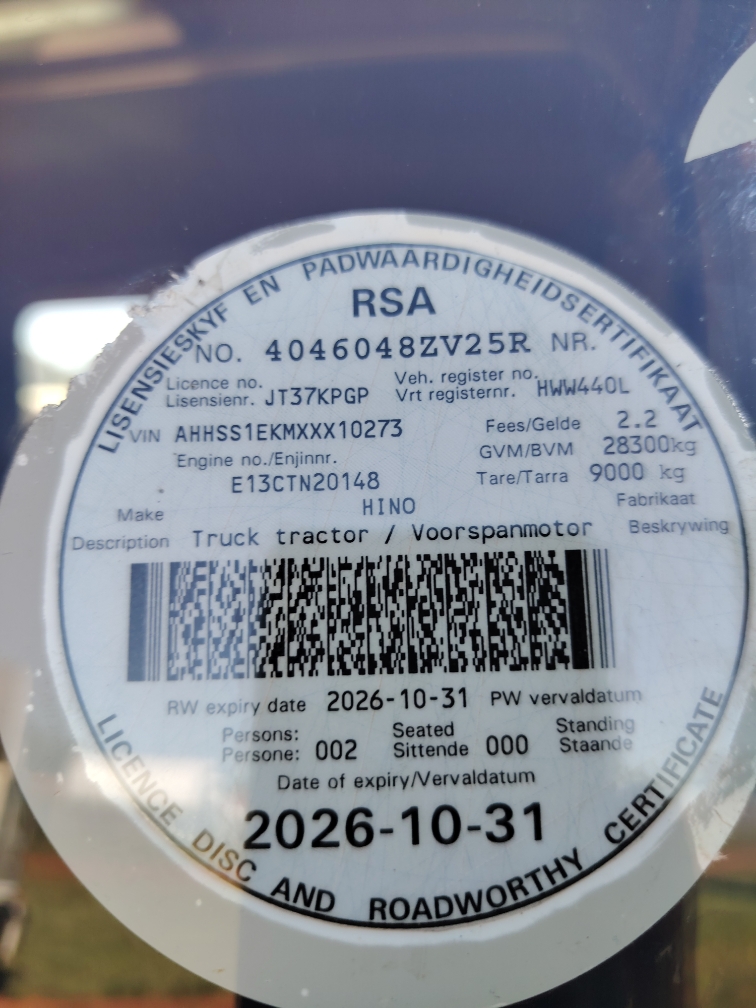 LISENSIESKYF EN PADWAARDIGHEIDSERTIFIKAAT
RSA
NO. 4046048ZV25R NR.
Licence no. Veh. register no.
Lisensienr. JT37KPGP Vrt registernr. HWW440L
VIN AHHSS1EKMXXX10273 Fees/Gelde 2.2
Engine no./Enjinnr. GVM/BVM 28300kg
E13CTN20148 Tare/Tarra 9000 kg
Make HINO Fabrikaat
Description Truck tractor / Voorspanmotor Beskrywing
RW expiry date 2026-10-31 PW vervaldatum
Persons: Seated Standing
Persone: 002 Sittende 000 Staande
Date of expiry/Vervaldatum
2026-10-31
LICENCE DISC AND ROADWORTHY CERTIFICATE